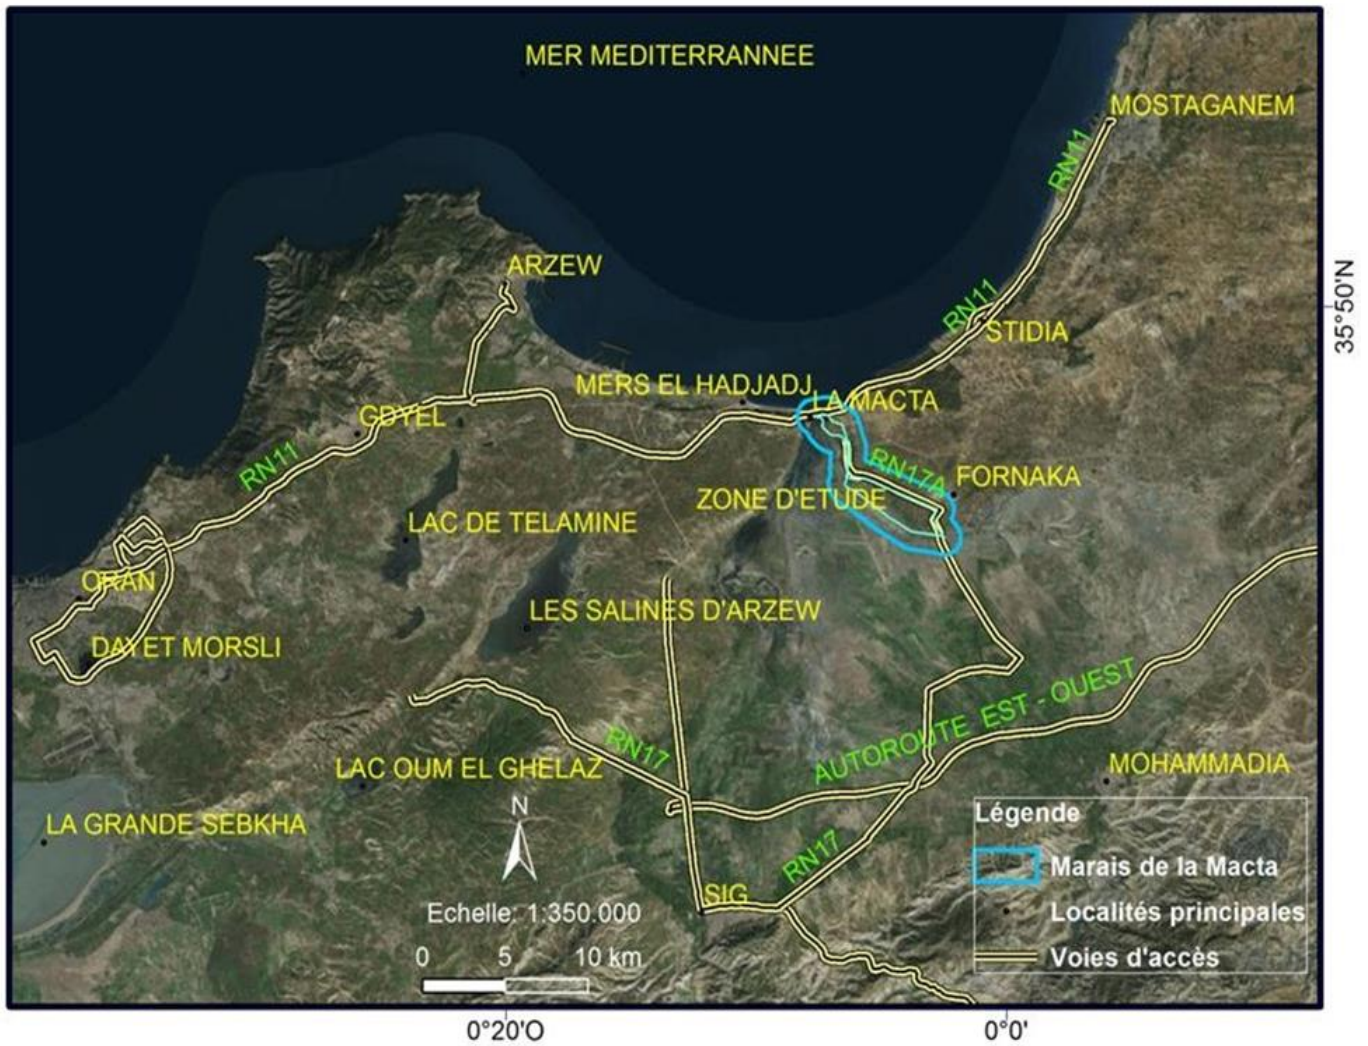 MER MEDITERRANNEE
MOSTAGANEM
RN11
ARZEW
35°50'N
RN11
STIDIA
MERS EL HADJADJ
LA MACTA
GDYEL
RN11
RN17A
FORNAKA
ZONE D'ETUDE
LAC DE TELAMINE
ORAN
LES SALINES D'ARZEW
DAYET MORSLI
AUTOROUTE EST - OUEST
RN17
LAC OUM EL GHELAZ
MOHAMMADIA
LA GRANDE SEBKHA
N
Légende
Marais de la Macta
RN17
SIG
Echelle: 1:350.000
Localités principales
0 5 10 km
Voies d'accès
0°20'O
0°0'